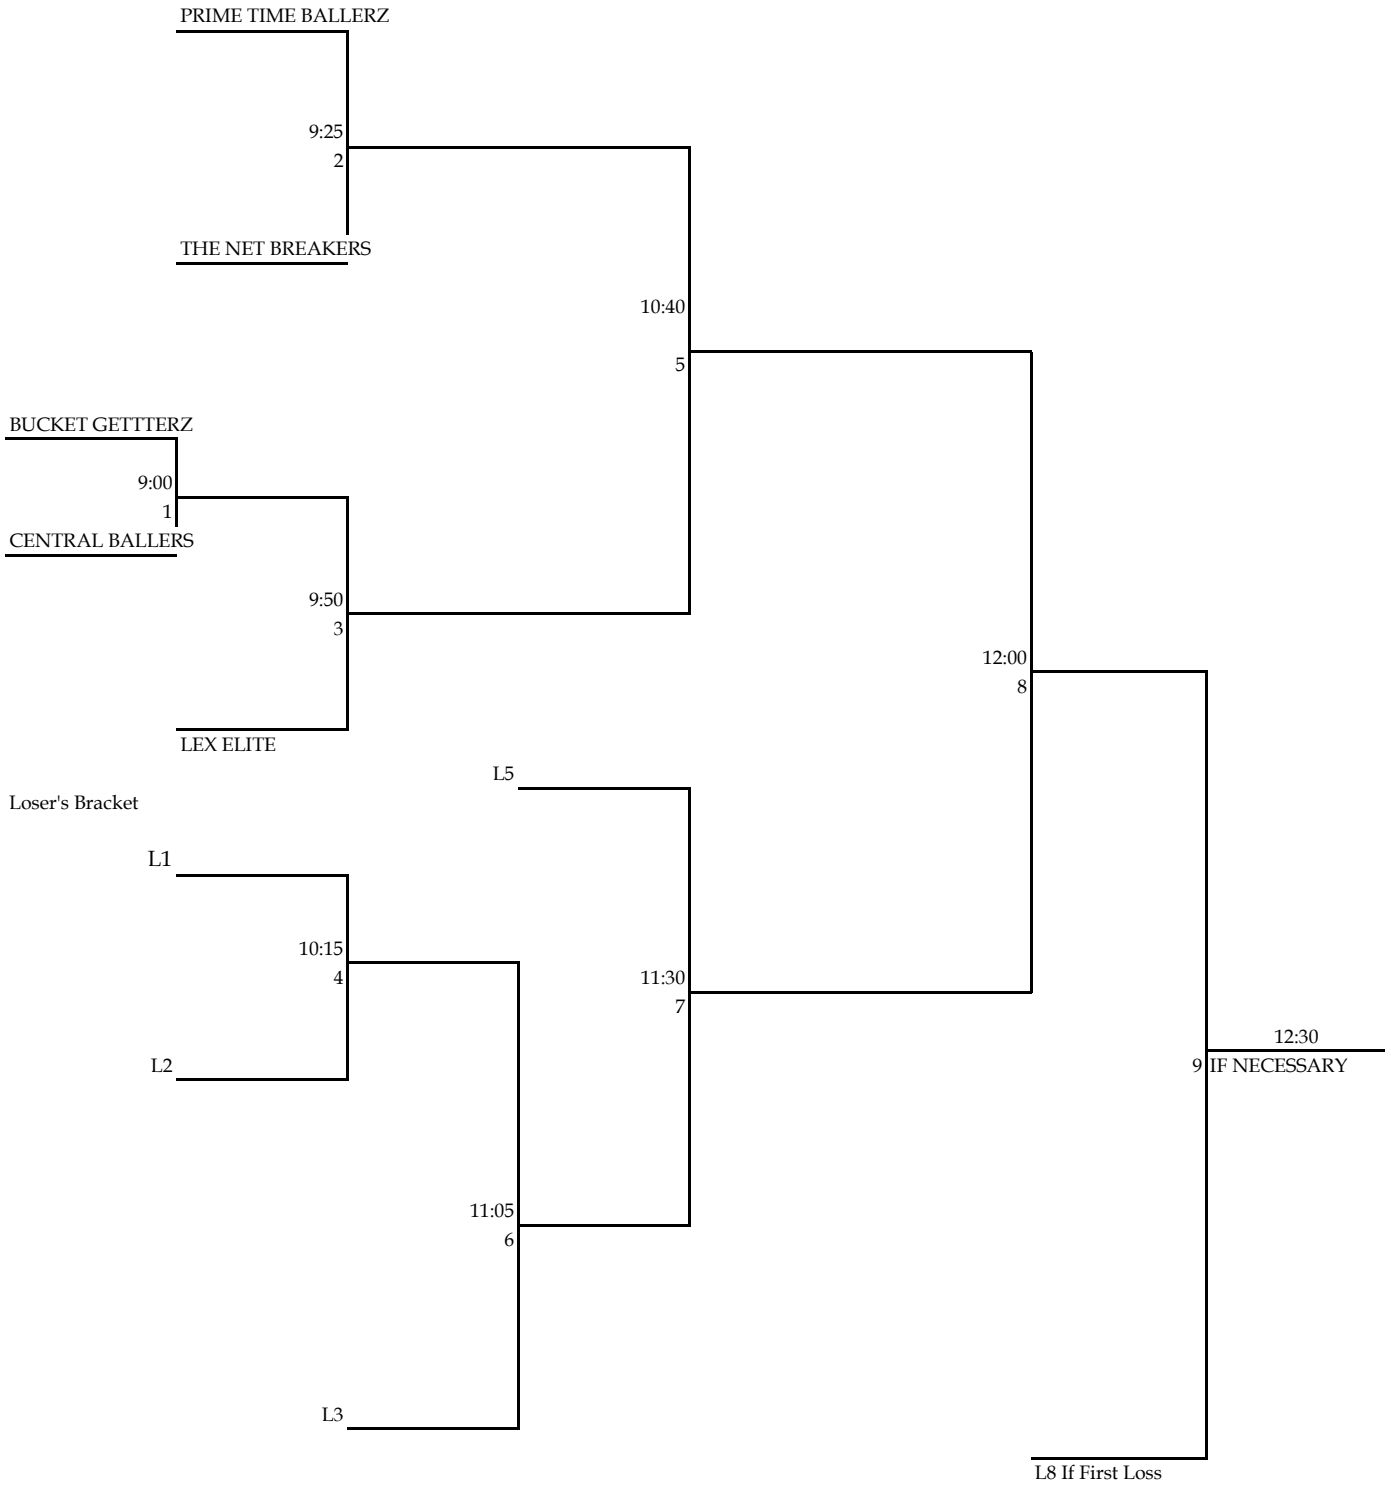 PRIME TIME BALLERZ
9:25
2
THE NET BREAKERS
10:40
5
BUCKET GETTTERZ
9:00
1
CENTRAL BALLERS
9:50
3
12:00
8
LEX ELITE
L5
Loser's Bracket
L1
10:15
4
11:30
7
12:30
L2
9 IF NECESSARY
11:05
6
L3
L8 If First Loss